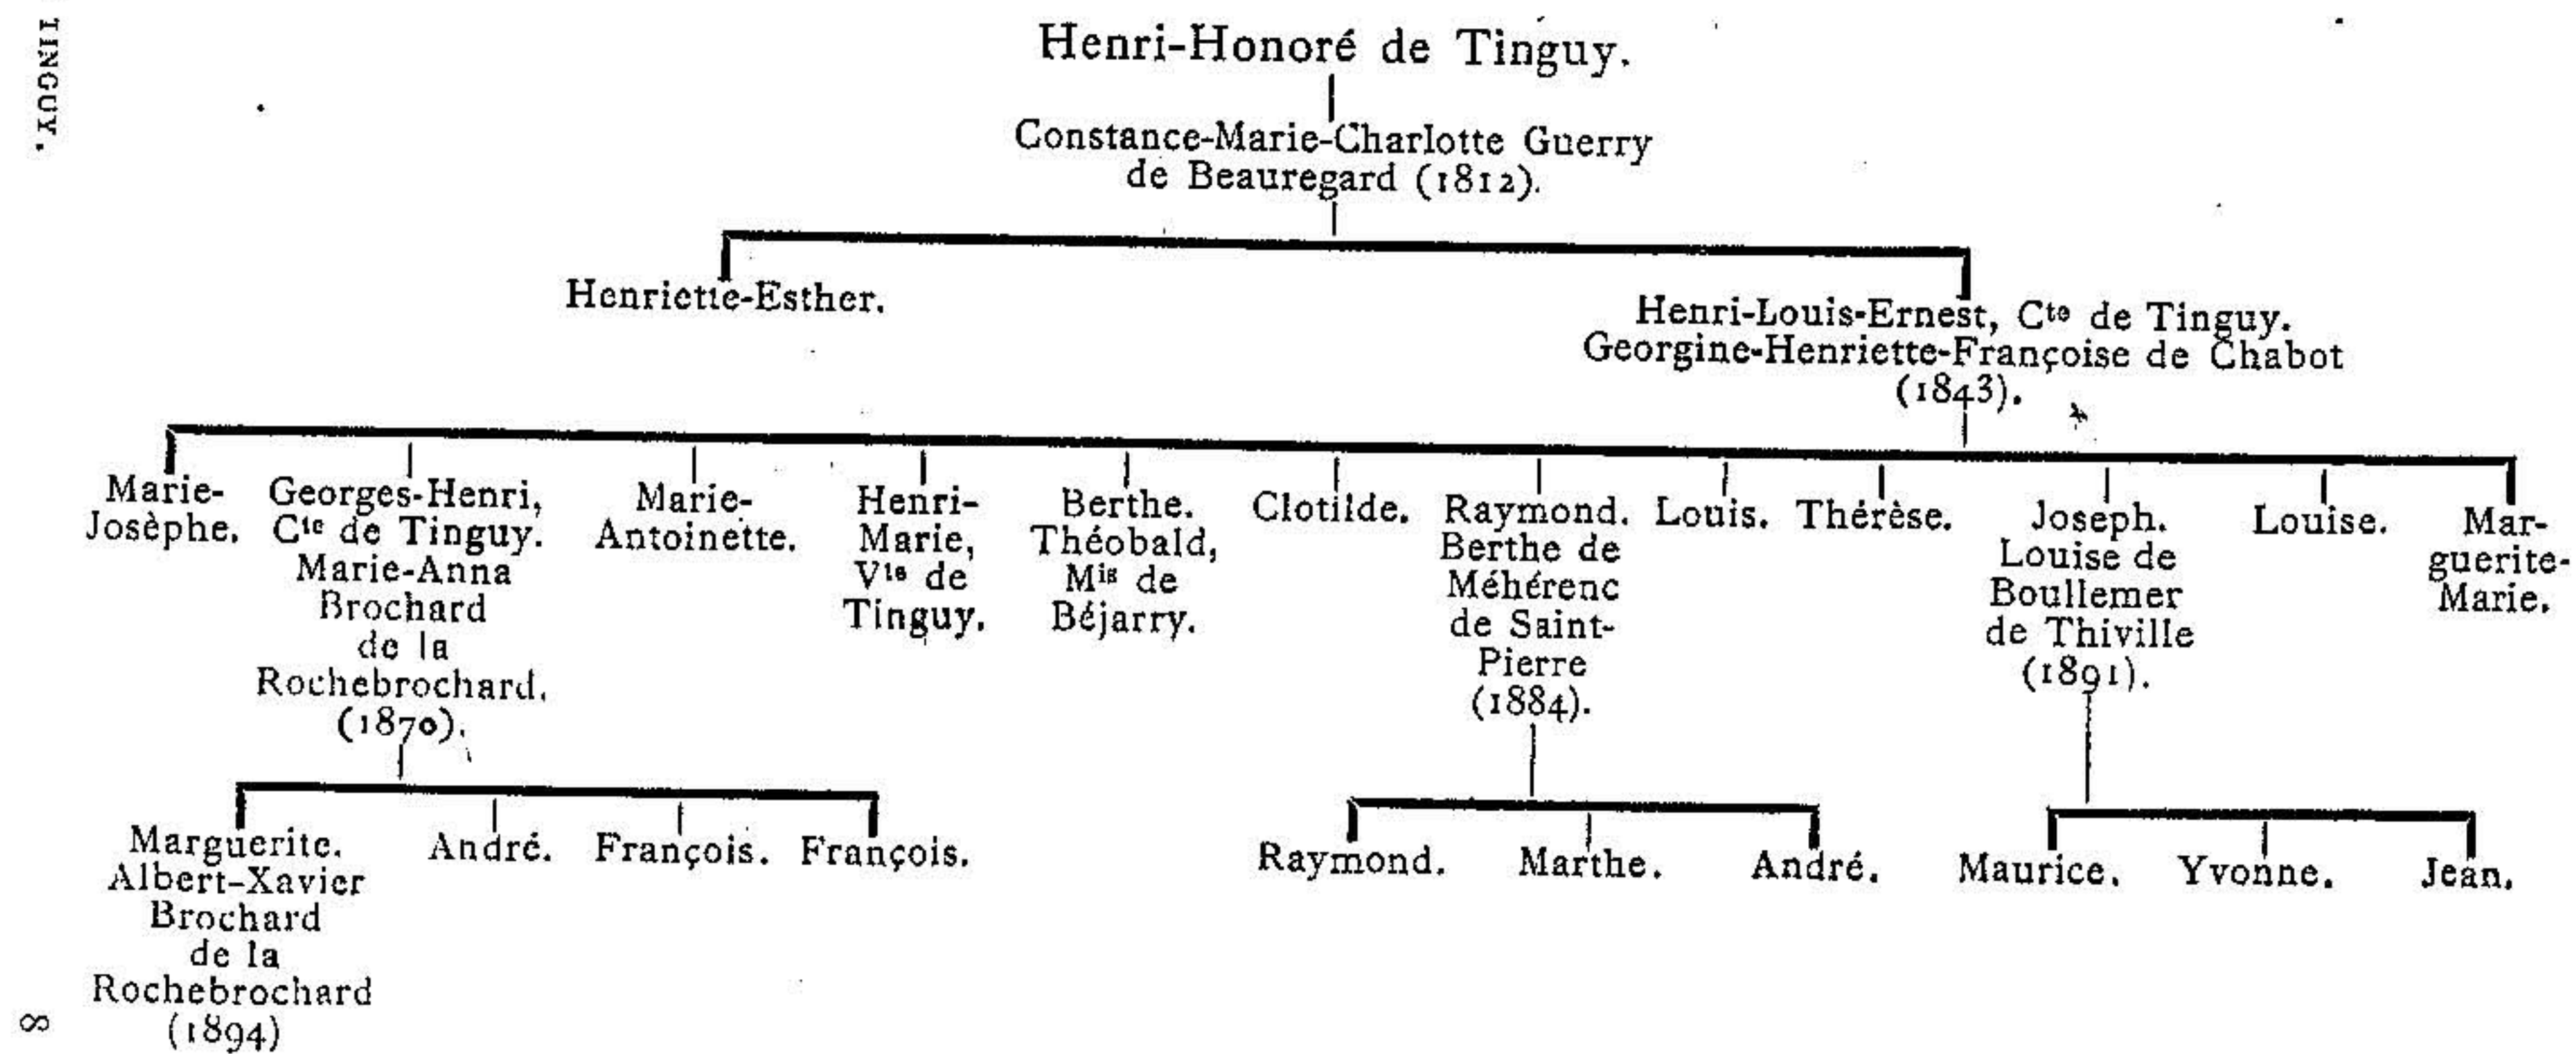 TINGUY.
Henri-Honoré de Tinguy.
Constance-Marie-Charlotte Guerry
de Beauregard (1812).
Henriette-Esther.
Henri-Louis-Ernest, Cte de Tinguy.
Georgine-Henriette-Françoise de Chabot
(1843).
Marie-
Josèphe.
Georges-Henri,
Cte de Tinguy.
Marie-Anna
Brochard
de la
Rochebrochard.
(1870).
Marie-
Antoinette.
Henri-
Marie,
Vte de
Tinguy.
Berthe.
Théobald,
Mis de
Béjarry.
Clotilde.
Raymond.
Berthe de
Méhérenc
de Saint-
Pierre
(1884).
Louis.
Thérèse.
Joseph.
Louise de
Boullemer
de Thiville
(1891).
Louise.
Mar-
guerite-
Marie.
Marguerite.
Albert-Xavier
Brochard
de la
Rochebrochard
(1894)
André.
François.
François.
Raymond.
Marthe.
André.
Maurice.
Yvonne.
Jean.
8